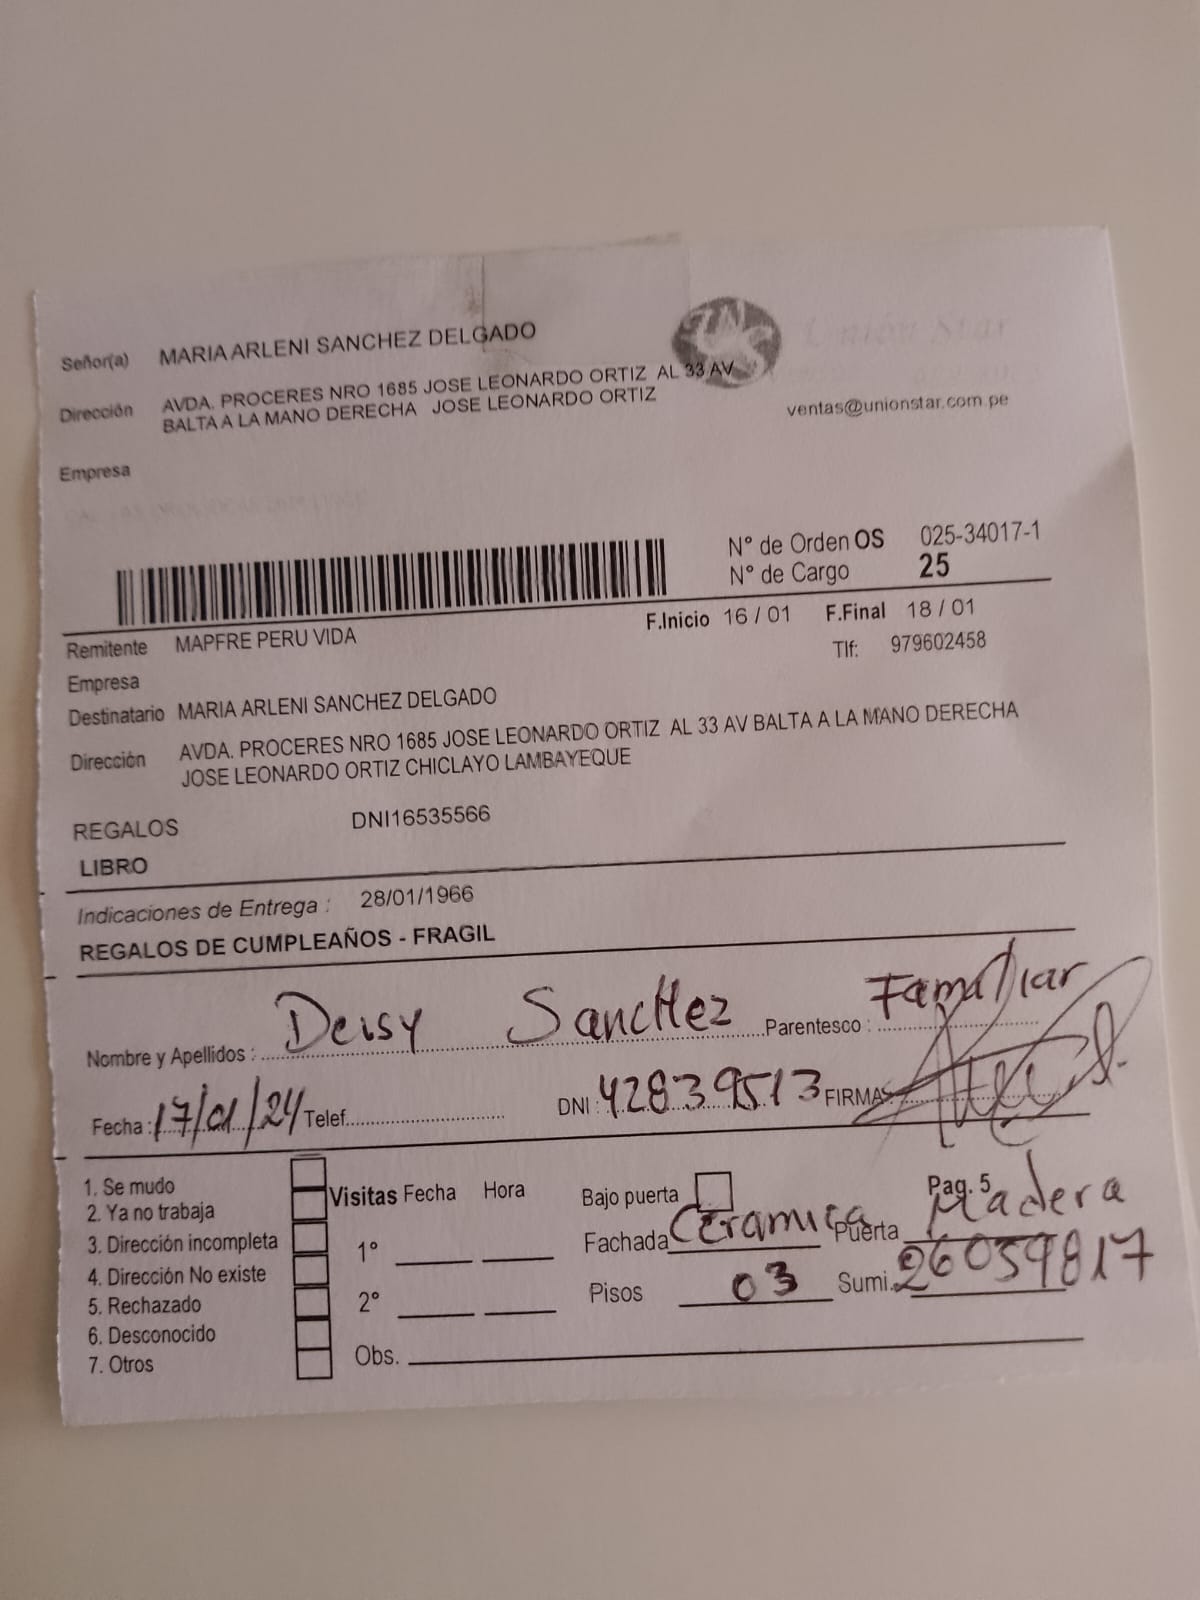 Señor(a) MARIA ARLENI SANCHEZ DELGADO
Unión Star
Dirección AVDA. PROCERES NRO 1685 JOSE LEONARDO ORTIZ AL 33 AV
BALTA A LA MANO DERECHA JOSE LEONARDO ORTIZ
ventas@unionstar.com.pe
Empresa
N° de Orden OS 025-34017-1
N° de Cargo 25
F.Inicio 16 / 01 F.Final 18 / 01
Remitente MAPFRE PERU VIDA
Tlf: 979602458
Empresa
Destinatario MARIA ARLENI SANCHEZ DELGADO
Dirección AVDA. PROCERES NRO 1685 JOSE LEONARDO ORTIZ AL 33 AV BALTA A LA MANO DERECHA
JOSE LEONARDO ORTIZ CHICLAYO LAMBAYEQUE
REGALOS DNI16535566
LIBRO
Indicaciones de Entrega : 28/01/1966
REGALOS DE CUMPLEAÑOS - FRAGIL
Nombre y Apellidos : Deisy Sanchez Parentesco : Familiar
Fecha : 17/01/24 Telef. DNI : 42839513 FIRMA
1. Se mudo
2. Ya no trabaja
3. Dirección incompleta
4. Dirección No existe
5. Rechazado
6. Desconocido
7. Otros
Visitas Fecha Hora
1°
2°
Obs.
Bajo puerta Pag. 5
Fachada Ceramica Puerta Madera
Pisos 03 Sumi. 26059817